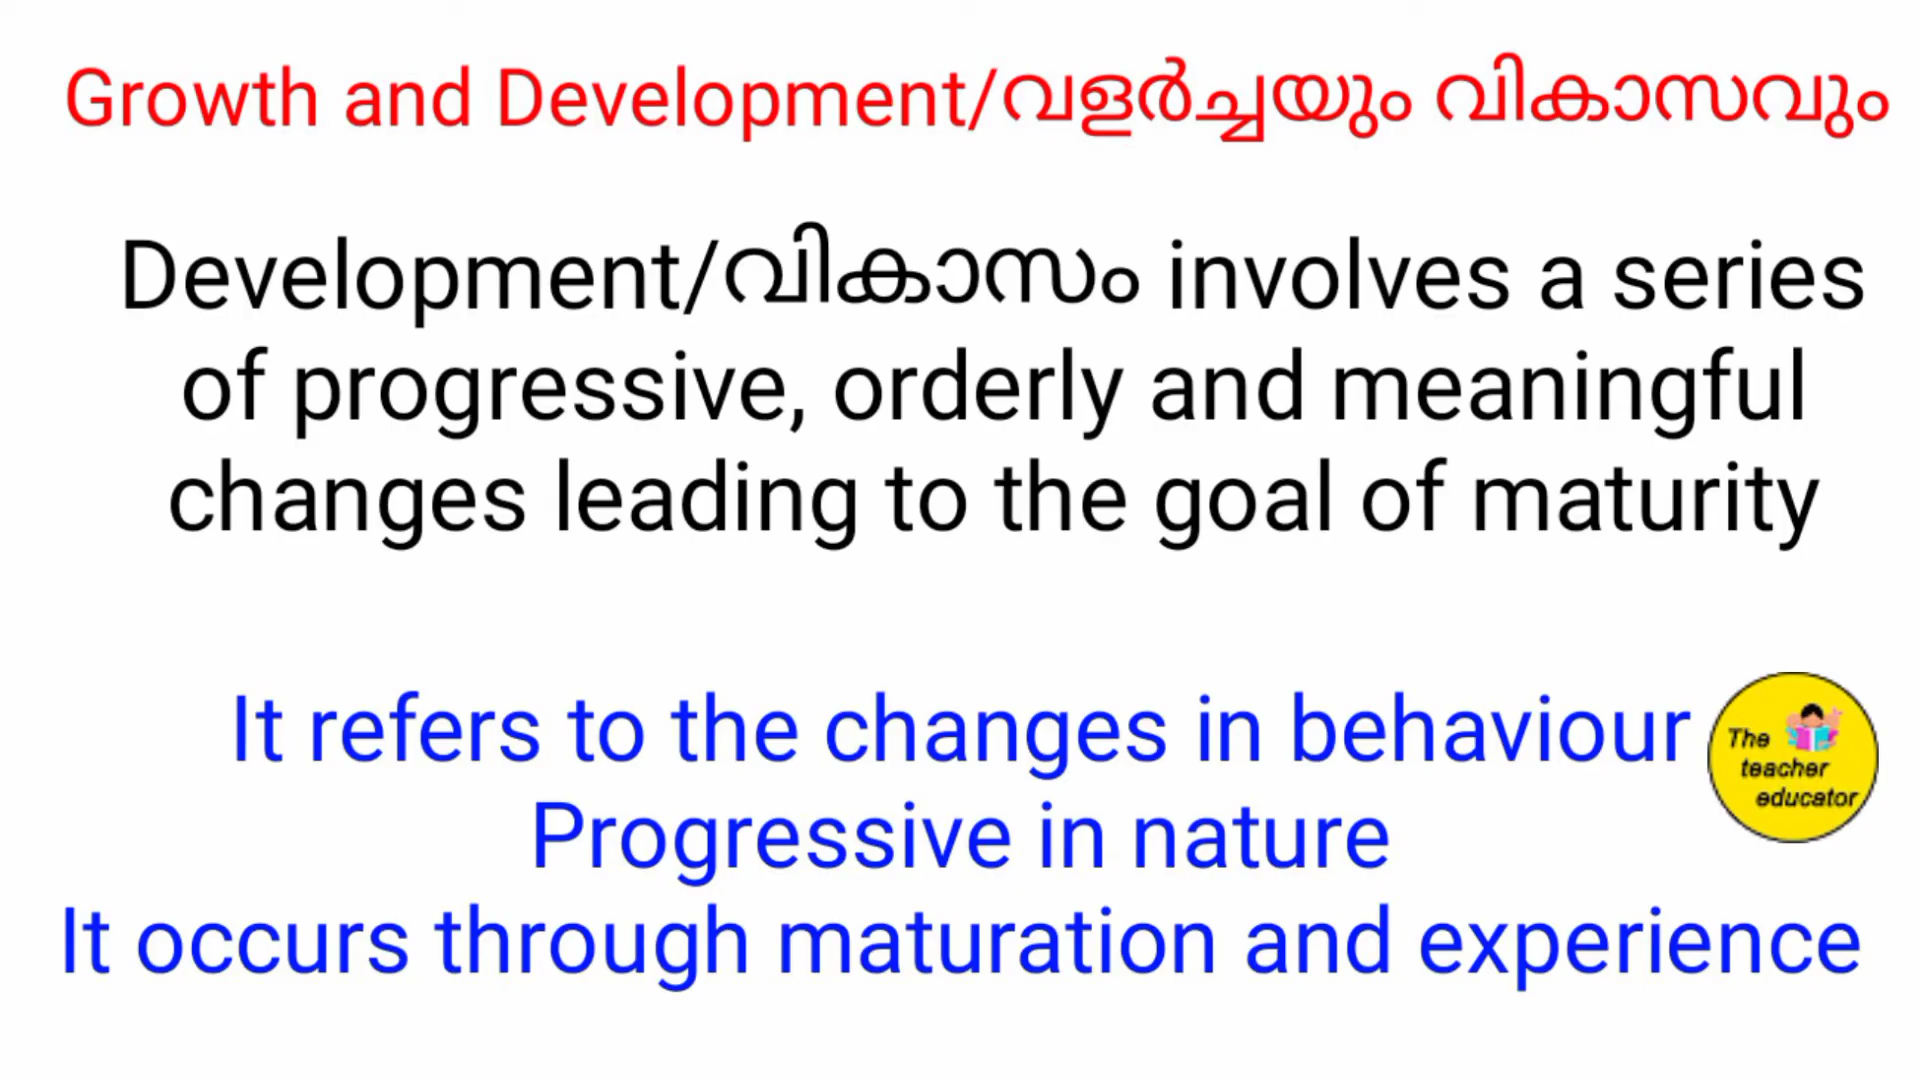 Growth and Development/വളർച്ചയും വികാസവും
Development/വികാസം involves a series
of progressive, orderly and meaningful
changes leading to the goal of maturity
It refers to the changes in behaviour
Progressive in nature
It occurs through maturation and experience
The
teacher
educator